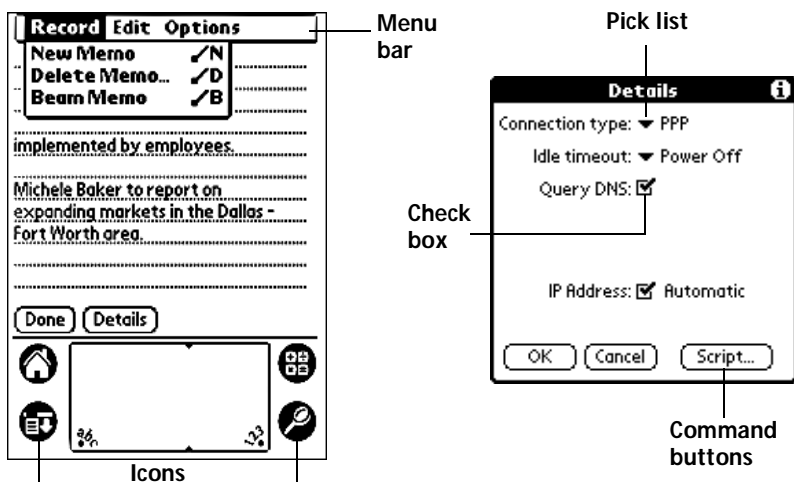 Record Edit Options
New Memo /N
Delete Memo... /D
Beam Memo /B
implemented by employees.
Michele Baker to report on
expanding markets in the Dallas -
Fort Worth area.
Done
Details
abc
123
Icons
Menu
bar
Pick list
Details
Connection type: PPP
Idle timeout: Power Off
Query DNS:
Check
box
IP Address: Automatic
OK
Cancel
Script...
Command
buttons